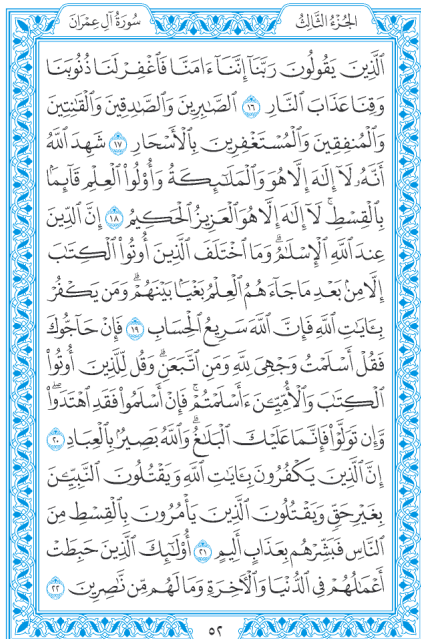 الجُزْءُ الثَّالِثُ
سُورَةُ آلِ عِمْرَانَ
ٱلَّذِينَ يَقُولُونَ رَبَّنَآ إِنَّنَآ ءَامَنَّا فَٱغْفِرْ لَنَا ذُنُوبَنَا
وَقِنَا عَذَابَ ٱلنَّارِ ١٦ ٱلصَّٰبِرِينَ وَٱلصَّٰدِقِينَ وَٱلْقَٰنِتِينَ
وَٱلْمُنفِقِينَ وَٱلْمُسْتَغْفِرِينَ بِٱلْأَسْحَارِ ١٧ شَهِدَ ٱللَّهُ
أَنَّهُۥ لَآ إِلَٰهَ إِلَّا هُوَ وَٱلْمَلَٰٓئِكَةُ وَأُو۟لُوا۟ ٱلْعِلْمِ قَآئِمًۢا
بِٱلْقِسْطِۚ لَآ إِلَٰهَ إِلَّا هُوَ ٱلْعَزِيزُ ٱلْحَكِيمُ ١٨ إِنَّ ٱلدِّينَ
عِندَ ٱللَّهِ ٱلْإِسْلَٰمُۗ وَمَا ٱخْتَلَفَ ٱلَّذِينَ أُوتُوا۟ ٱلْكِتَٰبَ
إِلَّا مِنۢ بَعْدِ مَا جَآءَهُمُ ٱلْعِلْمُ بَغْيًۢا بَيْنَهُمْۗ وَمَن يَكْفُرْ
بِـَٔايَٰتِ ٱللَّهِ فَإِنَّ ٱللَّهَ سَرِيعُ ٱلْحِسَابِ ١٩ فَإِنْ حَآجُّوكَ
فَقُلْ أَسْلَمْتُ وَجْهِيَ لِلَّهِ وَمَنِ ٱتَّبَعَنِۗ وَقُل لِّلَّذِينَ أُوتُوا۟
ٱلْكِتَٰبَ وَٱلْأُمِّيِّـۧنَ ءَأَسْلَمْتُمْۚ فَإِنْ أَسْلَمُوا۟ فَقَدِ ٱهْتَدَوا۟ۖ
وَّإِن تَوَلَّوْا۟ فَإِنَّمَا عَلَيْكَ ٱلْبَلَٰغُۗ وَٱللَّهُ بَصِيرُۢ بِٱلْعِبَادِ ٢٠
إِنَّ ٱلَّذِينَ يَكْفُرُونَ بِـَٔايَٰتِ ٱللَّهِ وَيَقْتُلُونَ ٱلنَّبِيِّـۧنَ
بِغَيْرِ حَقٍّ وَيَقْتُلُونَ ٱلَّذِينَ يَأْمُرُونَ بِٱلْقِسْطِ مِنَ
ٱلنَّاسِ فَبَشِّرْهُم بِعَذَابٍ أَلِيمٍ ٢١ أُو۟لَٰٓئِكَ ٱلَّذِينَ حَبِطَتْ
أَعْمَٰلُهُمْ فِى ٱلدُّنْيَا وَٱلْـَٔاخِرَةِ وَمَا لَهُم مِّن نَّٰصِرِينَ ٢٢
٥٢